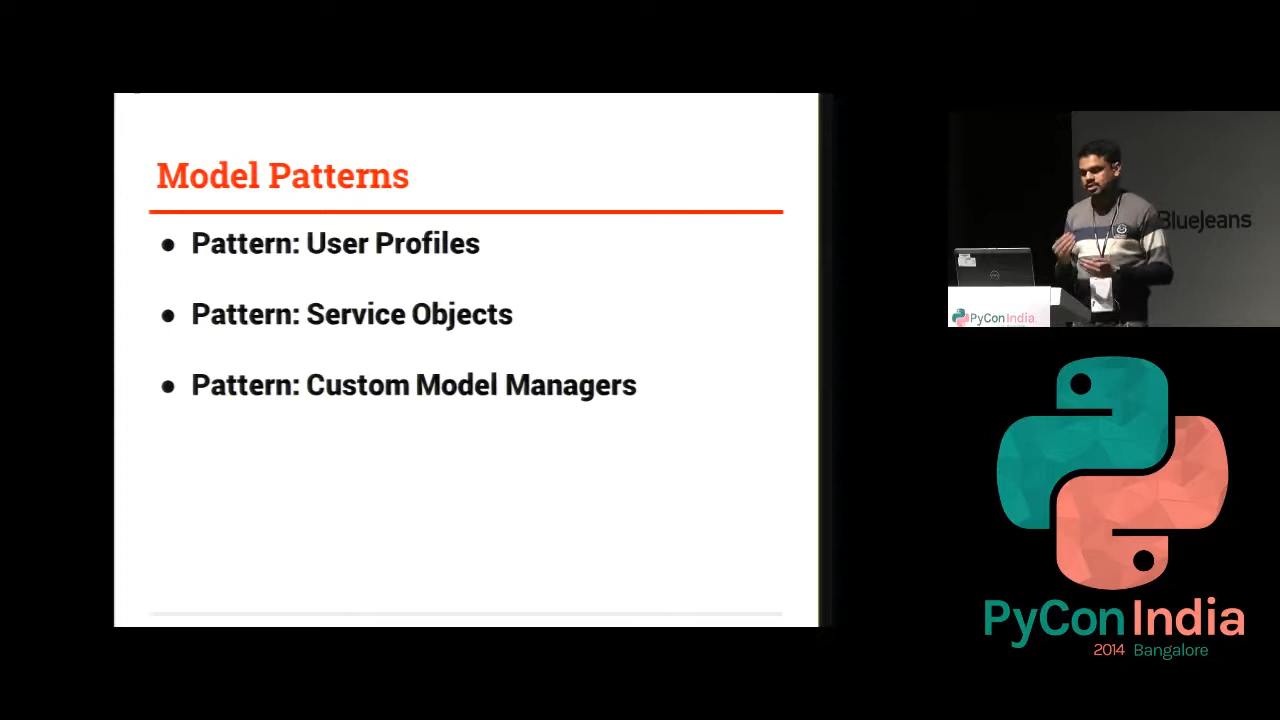 Model Patterns
● Pattern: User Profiles
● Pattern: Service Objects
● Pattern: Custom Model Managers
BlueJeans
PyCon India
PyCon India
2014 Bangalore